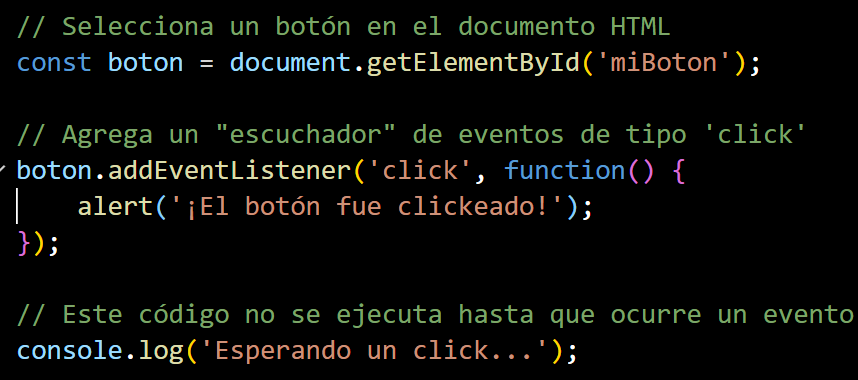 // Selecciona un botón en el documento HTML
const boton = document.getElementById('miBoton');
// Agrega un "escuchador" de eventos de tipo 'click'
boton.addEventListener('click', function() {
    alert('¡El botón fue clickeado!');
});
// Este código no se ejecuta hasta que ocurre un evento
console.log('Esperando un click...');